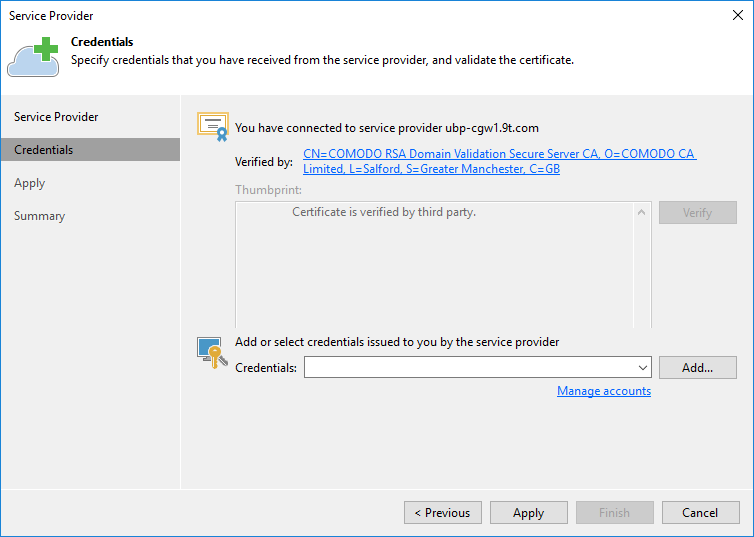 Service Provider
Credentials
Specify credentials that you have received from the service provider, and validate the certificate.
Service Provider
Credentials
Apply
Summary
You have connected to service provider ubp-cgw1.9t.com
Verified by:
CN=COMODO RSA Domain Validation Secure Server CA, O=COMODO CA
Limited, L=Salford, S=Greater Manchester, C=GB
Thumbprint:
Certificate is verified by third party.
Verify
Add or select credentials issued to you by the service provider
Credentials:
Add...
Manage accounts
< Previous
Apply
Finish
Cancel